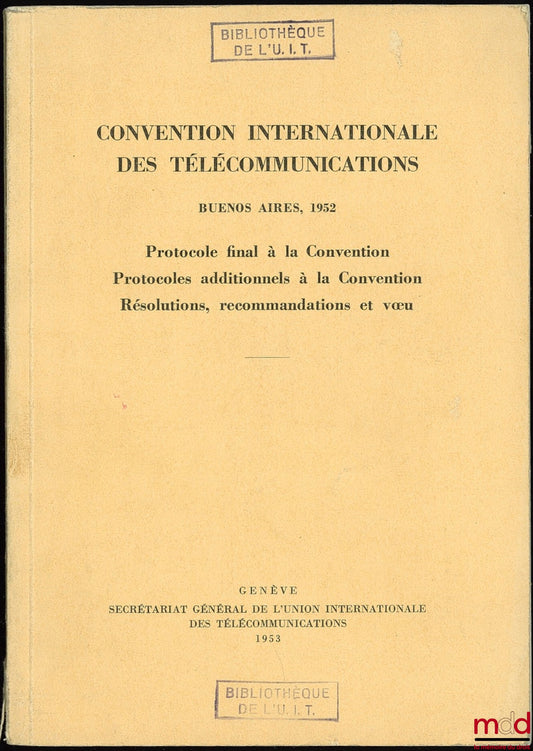 BIBLIOTHÈQUE
DE L'U. I. T.
CONVENTION INTERNATIONALE
DES TÉLÉCOMMUNICATIONS
BUENOS AIRES, 1952
Protocole final à la Convention
Protocoles additionnels à la Convention
Résolutions, recommandations et vœu
GENÈVE
SECRÉTARIAT GÉNÉRAL DE L'UNION INTERNATIONALE
DES TÉLÉCOMMUNICATIONS
1953
BIBLIOTHÈQUE
DE L'U. I. T.
mdd